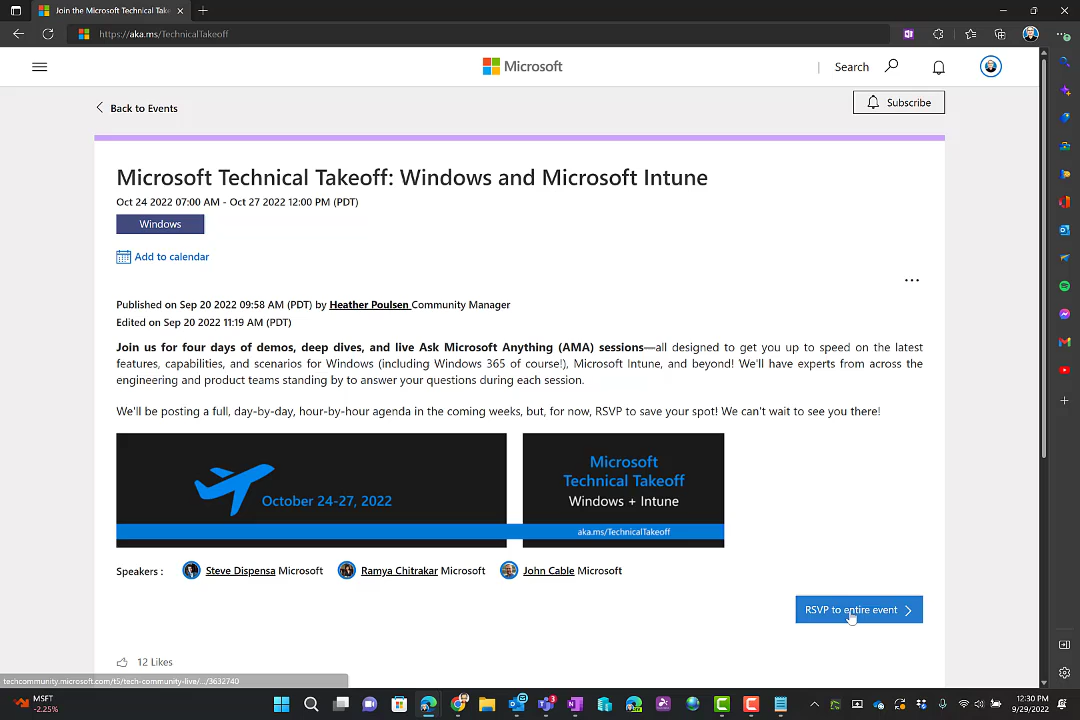 Join the Microsoft Technical Take
https://aka.ms/TechnicalTakeoff
Microsoft
Search
Back to Events
Subscribe
Microsoft Technical Takeoff: Windows and Microsoft Intune
Oct 24 2022 07:00 AM - Oct 27 2022 12:00 PM (PDT)
Windows
Add to calendar
Published on Sep 20 2022 09:58 AM (PDT) by Heather Poulsen Community Manager
Edited on Sep 20 2022 11:19 AM (PDT)
Join us for four days of demos, deep dives, and live Ask Microsoft Anything (AMA) sessions—all designed to get you up to speed on the latest
features, capabilities, and scenarios for Windows (including Windows 365 of course!), Microsoft Intune, and beyond! We'll have experts from across the
engineering and product teams standing by to answer your questions during each session.
We'll be posting a full, day-by-day, hour-by-hour agenda in the coming weeks, but, for now, RSVP to save your spot! We can't wait to see you there!
October 24-27, 2022
Microsoft
Technical Takeoff
Windows + Intune
aka.ms/TechnicalTakeoff
Speakers : Steve Dispensa Microsoft Ramya Chitrakar Microsoft John Cable Microsoft
RSVP to entire event
12 Likes
techcommunity.microsoft.com/t5/tech-community-live/.../3632740
MSFT
-2.25%
12:30 PM
9/29/2022